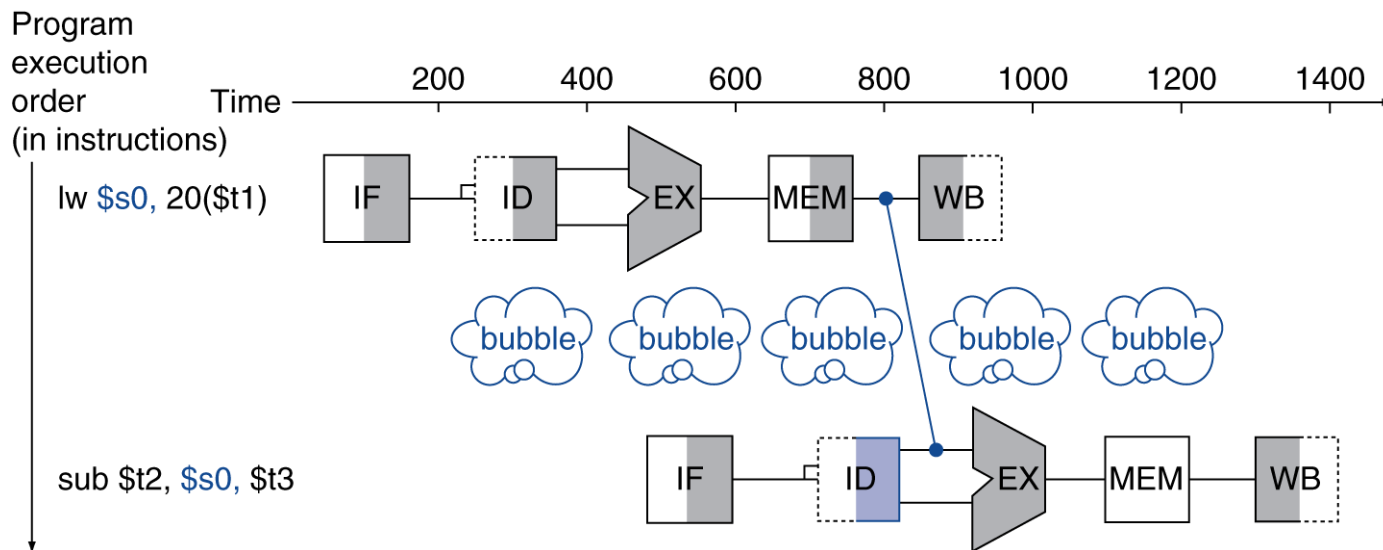 Program
execution
order
(in instructions)
Time
200 400 600 800 1000 1200 1400
lw $s0, 20($t1)
IF ID EX MEM WB
bubble bubble bubble bubble bubble
sub $t2, $s0, $t3
IF ID EX MEM WB